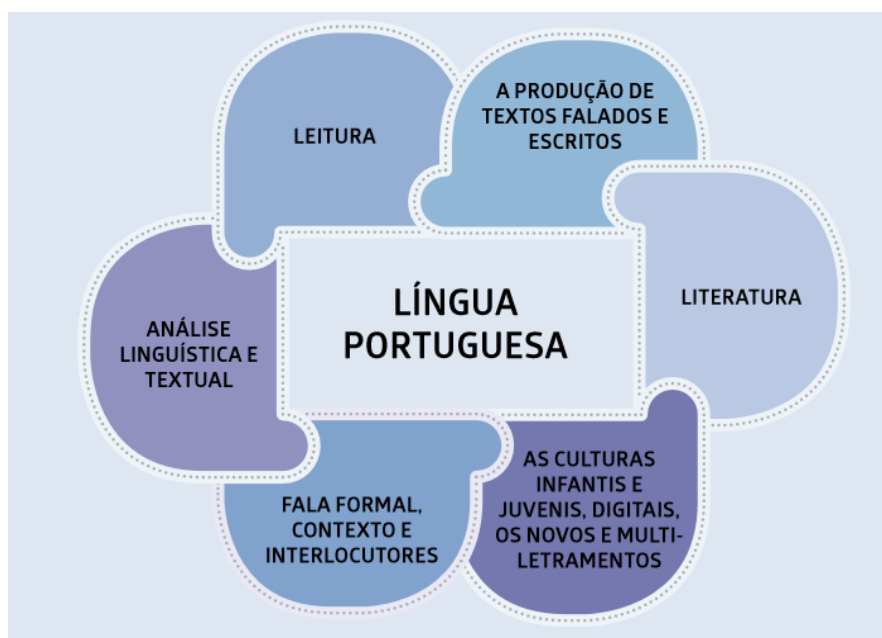 LEITURA
A PRODUÇÃO DE
TEXTOS FALADOS E
ESCRITOS
LITERATURA
LÍNGUA
PORTUGUESA
ANÁLISE
LINGUÍSTICA E
TEXTUAL
FALA FORMAL,
CONTEXTO E
INTERLOCUTORES
AS CULTURAS
INFANTIS E
JUVENIS, DIGITAIS,
OS NOVOS E MULTI-
LETRAMENTOS